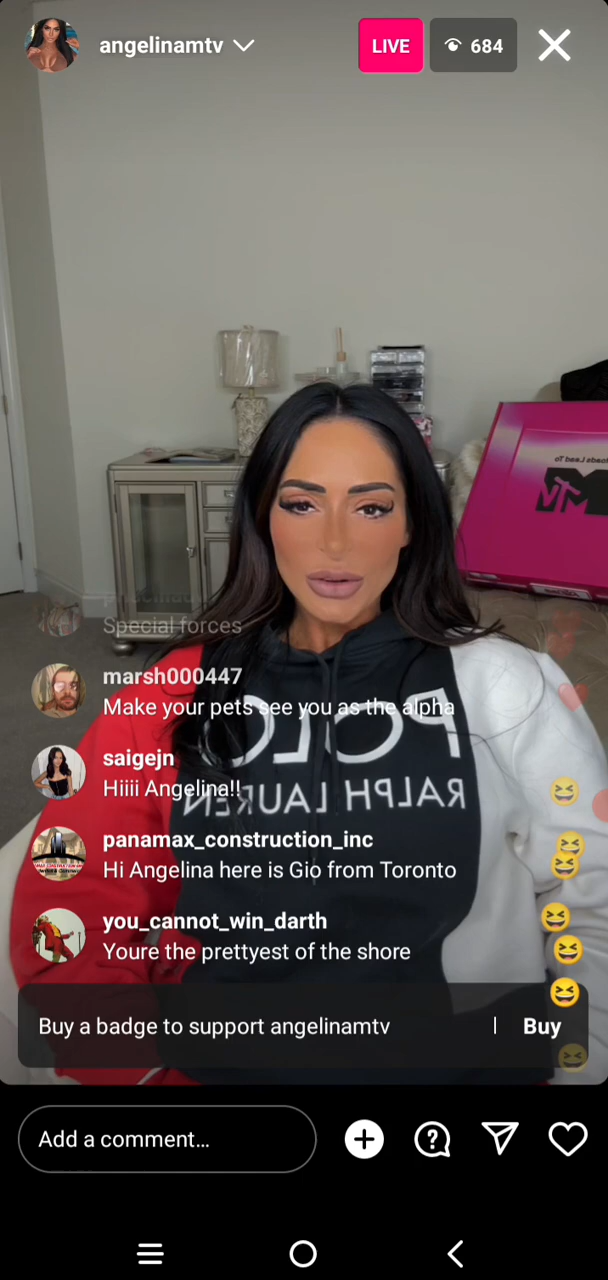 angelinamtv
LIVE
684
Special forces
marsh000447
Make your pets see you as the alpha
saigejn
Hiiii Angelina!!
panamax_construction_inc
Hi Angelina here is Gio from Toronto
you_cannot_win_darth
Youre the prettyest of the shore
POLO
RALPH LAUREN
MTV
Buy a badge to support angelinamtv
Buy
Add a comment...